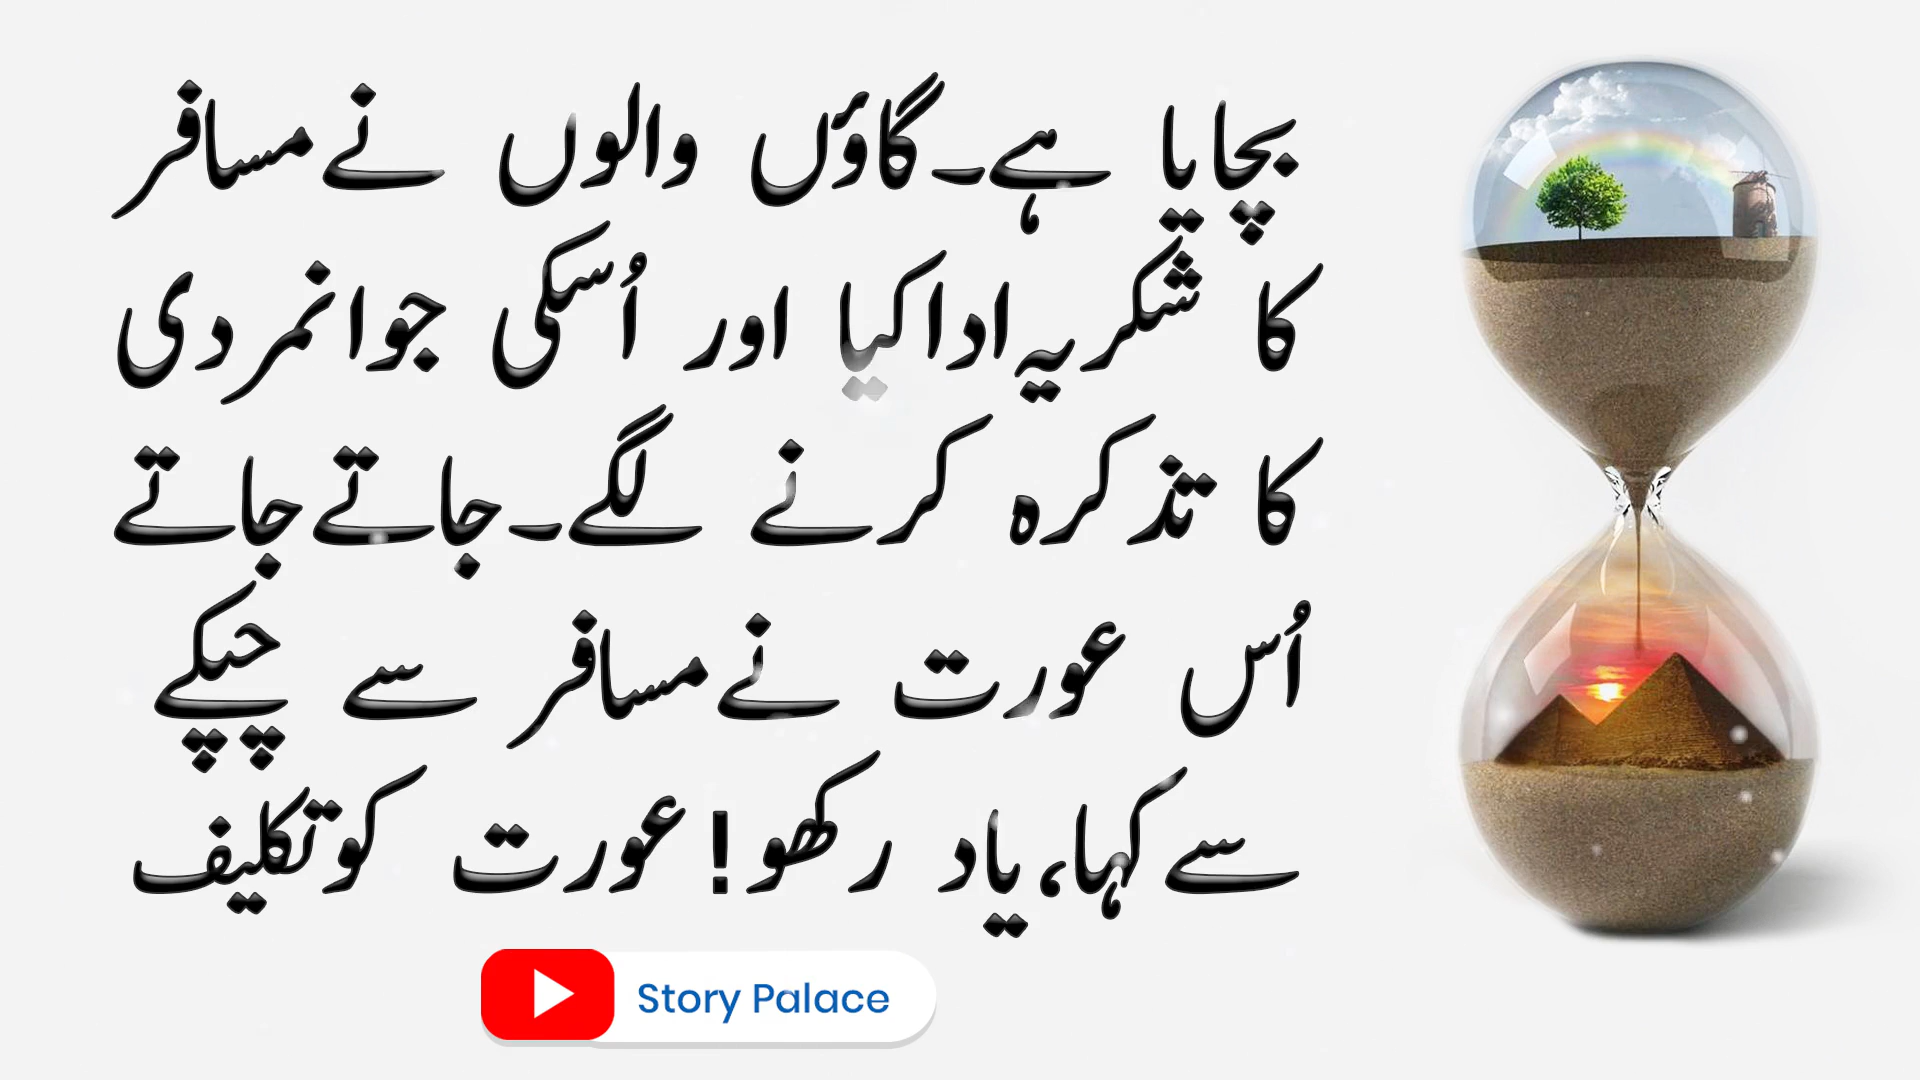 بچایا ہے۔گاؤں والوں نے مسافر
کا شکریہ ادا کیا اور اُسکی جوانمردی
کا تذکرہ کرنے لگے۔جاتے جاتے
اُس عورت نے مسافر سے چپکے
سے کہا،یاد رکھو! عورت کو تکلیف
Story Palace